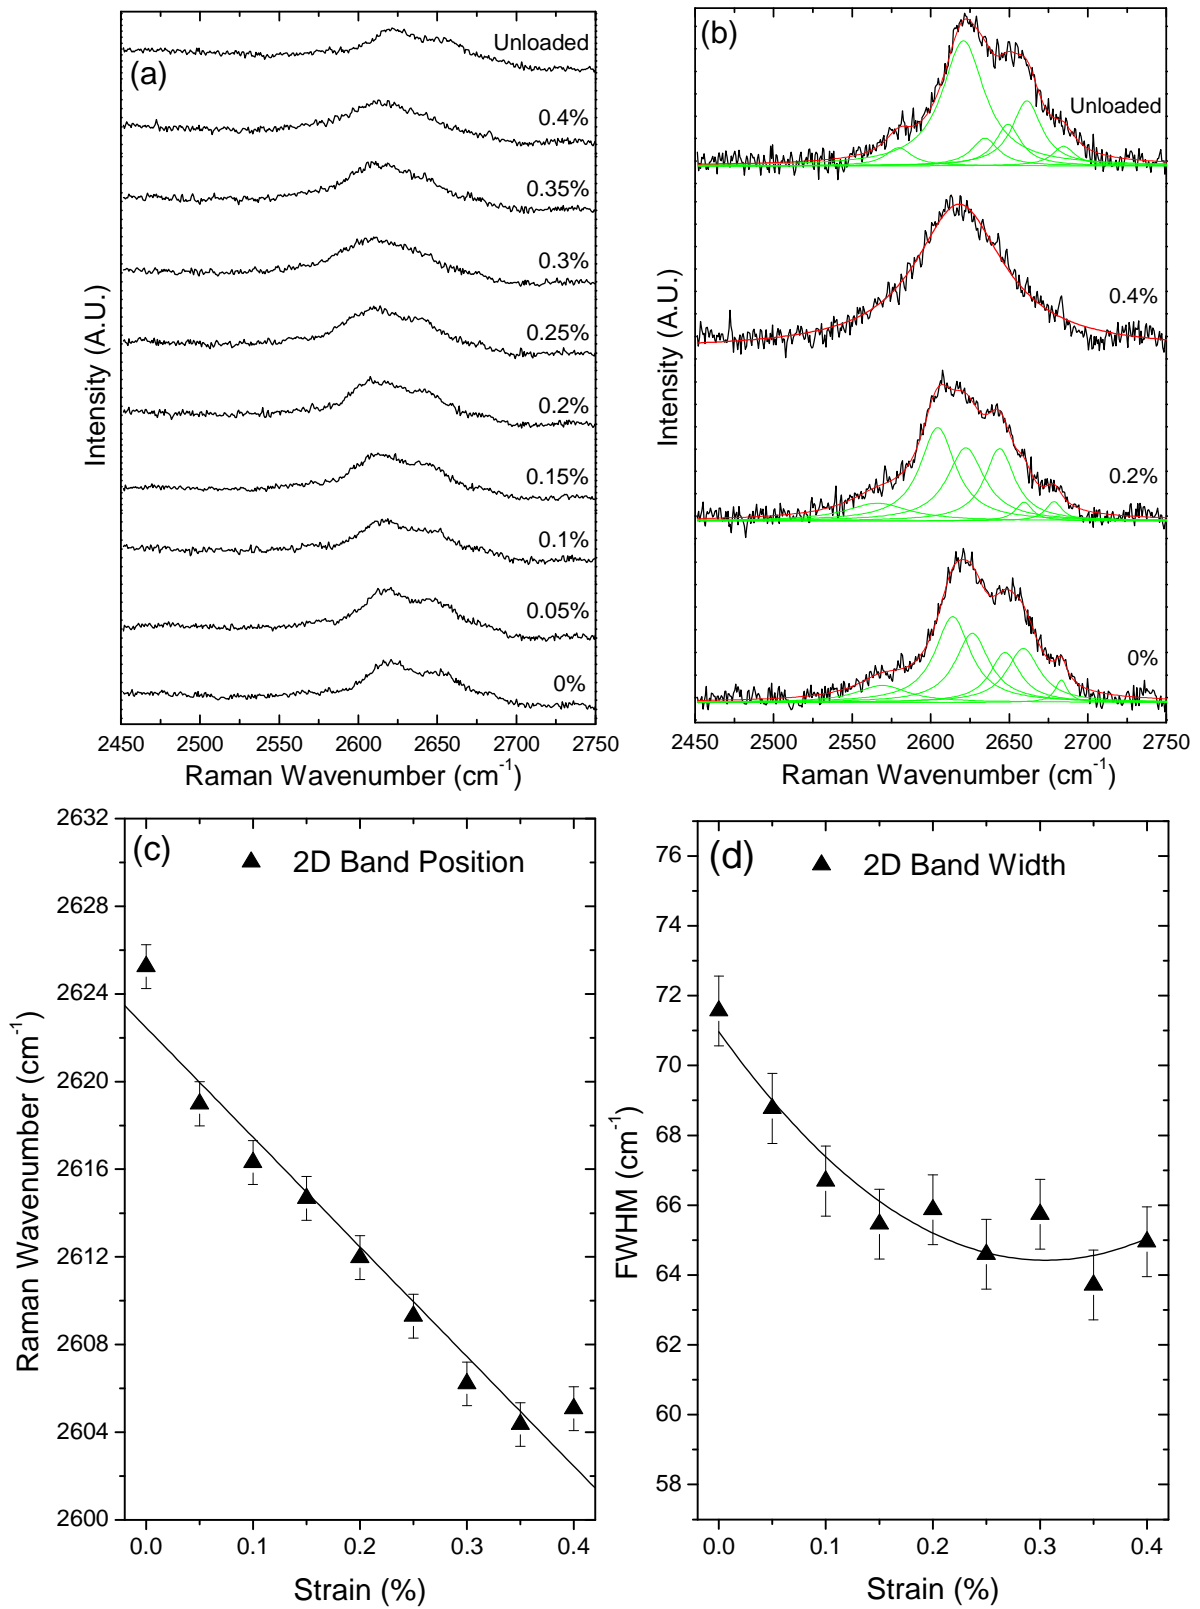 (a)
Unloaded
0.4%
0.35%
0.3%
0.25%
0.2%
0.15%
0.1%
0.05%
0%
Intensity (A.U.)
2450 2500 2550 2600 2650 2700 2750
Raman Wavenumber (cm⁻¹)
(b)
Unloaded
0.4%
0.2%
0%
Intensity (A.U.)
2450 2500 2550 2600 2650 2700 2750
Raman Wavenumber (cm⁻¹)
(c)
2D Band Position
2632
2628
2624
2620
2616
2612
2608
2604
2600
Raman Wavenumber (cm⁻¹)
0.0 0.1 0.2 0.3 0.4
Strain (%)
(d)
2D Band Width
76
74
72
70
68
66
64
62
60
58
FWHM (cm⁻¹)
0.0 0.1 0.2 0.3 0.4
Strain (%)